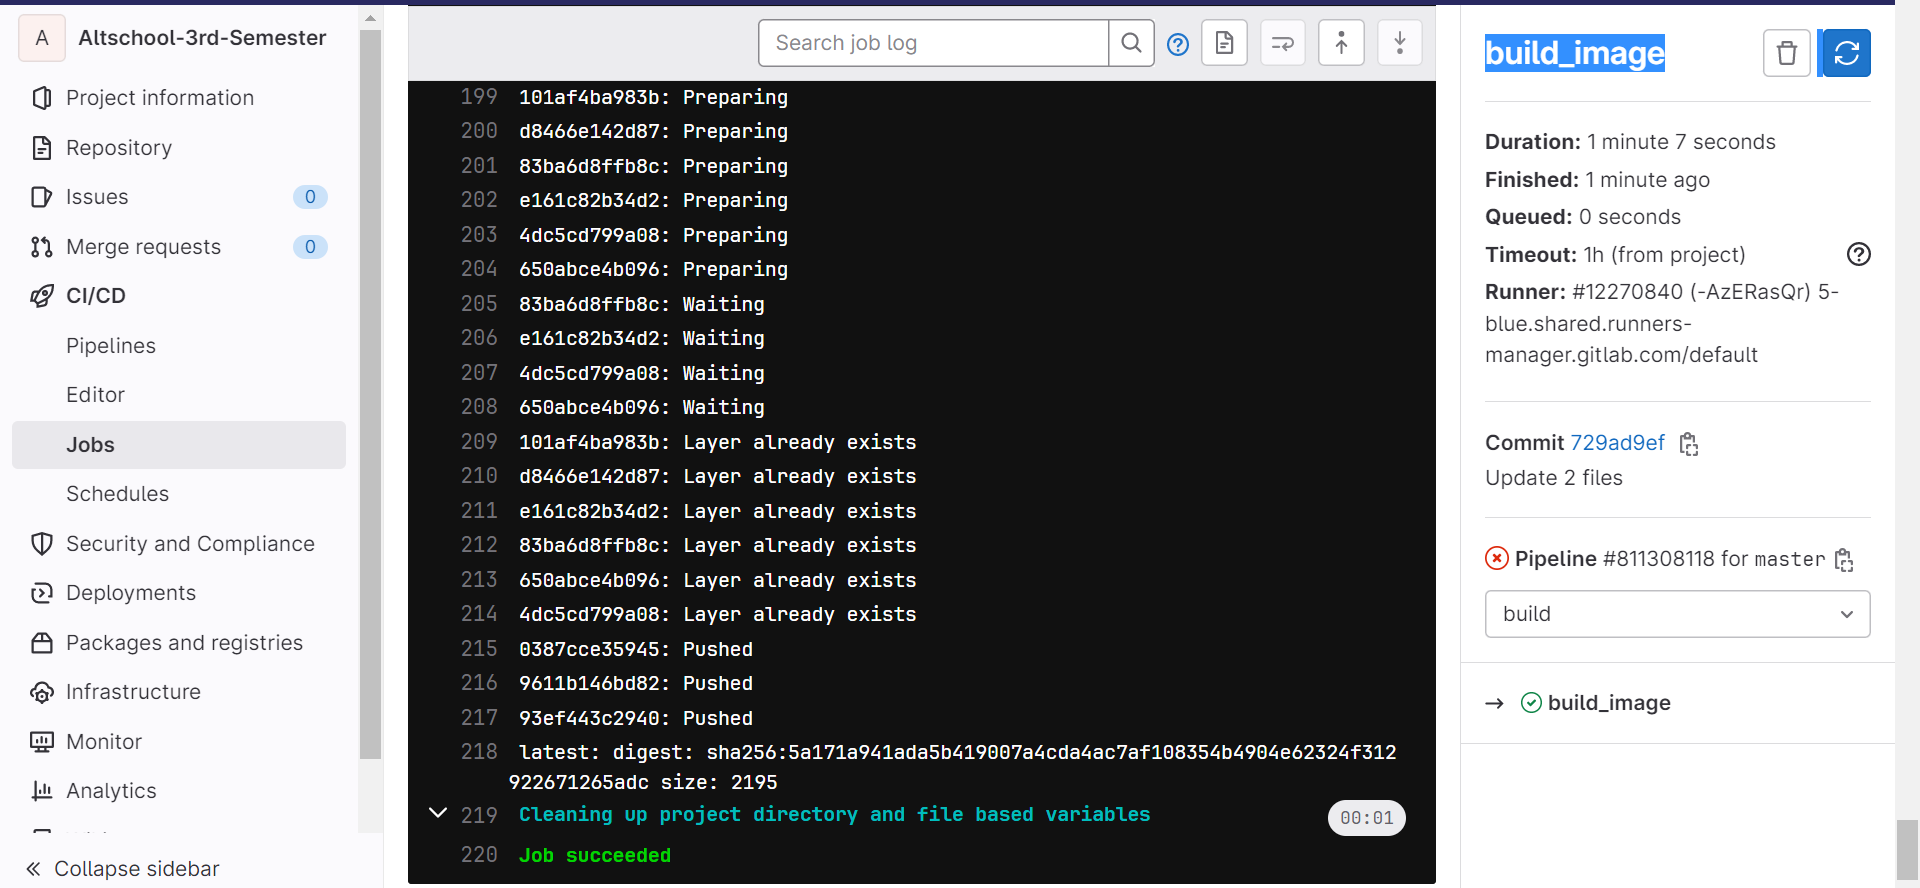 A
Altschool-3rd-Semester
Project information
Repository
Issues 0
Merge requests 0
CI/CD
Pipelines
Editor
Jobs
Schedules
Security and Compliance
Deployments
Packages and registries
Infrastructure
Monitor
Analytics
Collapse sidebar
Search job log
199 101af4ba983b: Preparing
200 d8466e142d87: Preparing
201 83ba6d8ffb8c: Preparing
202 e161c82b34d2: Preparing
203 4dc5cd799a08: Preparing
204 650abce4b096: Preparing
205 83ba6d8ffb8c: Waiting
206 e161c82b34d2: Waiting
207 4dc5cd799a08: Waiting
208 650abce4b096: Waiting
209 101af4ba983b: Layer already exists
210 d8466e142d87: Layer already exists
211 e161c82b34d2: Layer already exists
212 83ba6d8ffb8c: Layer already exists
213 650abce4b096: Layer already exists
214 4dc5cd799a08: Layer already exists
215 0387cce35945: Pushed
216 9611b146bd82: Pushed
217 93ef443c2940: Pushed
218 latest: digest: sha256:5a171a941ada5b419007a4cda4ac7af108354b4904e62324f312
922671265adc size: 2195
219 Cleaning up project directory and file based variables 00:01
220 Job succeeded
build_image
Duration: 1 minute 7 seconds
Finished: 1 minute ago
Queued: 0 seconds
Timeout: 1h (from project)
Runner: #12270840 (-AzERasQr) 5-
blue.shared.runners-
manager.gitlab.com/default
Commit 729ad9ef
Update 2 files
Pipeline #811308118 for master
build
→ build_image